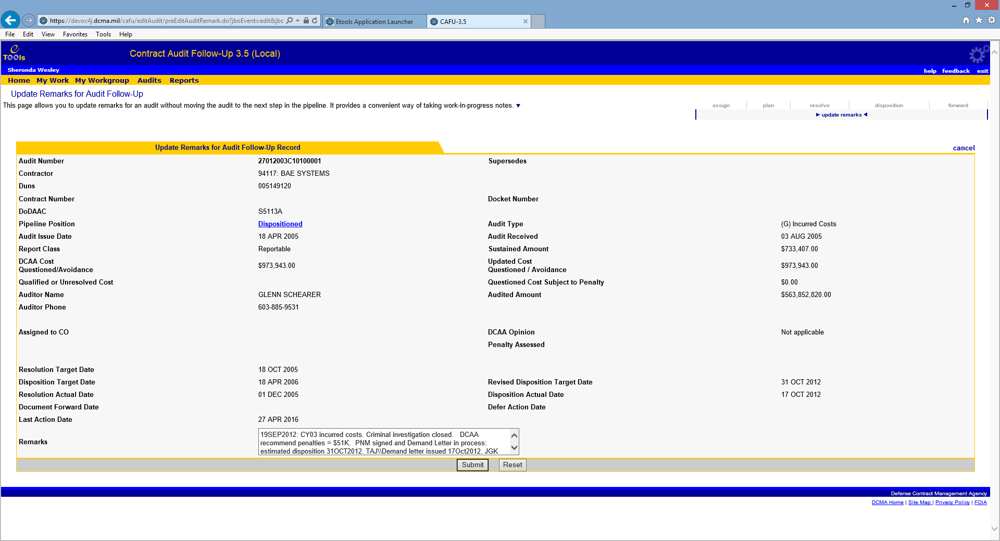 https://devoc4j.dcma.mil/cafu/editAudit/preEditAuditRemark.do?jboEvent=edit&jbc
Etools Application Launcher
CAFU-3.5
File Edit View Favorites Tools Help
e
TOOls
Contract Audit Follow-Up 3.5 (Local)
Sheronda Wesley
help feedback exit
Home My Work My Workgroup Audits Reports
Update Remarks for Audit Follow-Up
This page allows you to update remarks for an audit without moving the audit to the next step in the pipeline. It provides a convenient way of taking work-in-progress notes.
assign plan resolve disposition forward
update remarks
Update Remarks for Audit Follow-Up Record
cancel
Audit Number 27012003C10100001 Supersedes
Contractor 94117: BAE SYSTEMS
Duns 005149120
Contract Number Docket Number
DoDAAC S5113A
Pipeline Position Dispositioned Audit Type (G) Incurred Costs
Audit Issue Date 18 APR 2005 Audit Received 03 AUG 2005
Report Class Reportable Sustained Amount $733,407.00
DCAA Cost
Questioned/Avoidance $973,943.00
Updated Cost
Questioned / Avoidance $973,943.00
Qualified or Unresolved Cost Questioned Cost Subject to Penalty $0.00
Auditor Name GLENN SCHEARER Audited Amount $563,852,820.00
Auditor Phone 603-885-9531
Assigned to CO DCAA Opinion Not applicable
Penalty Assessed
Resolution Target Date 18 OCT 2005
Disposition Target Date 18 APR 2006 Revised Disposition Target Date 31 OCT 2012
Resolution Actual Date 01 DEC 2005 Disposition Actual Date 17 OCT 2012
Document Forward Date Defer Action Date
Last Action Date 27 APR 2016
Remarks
19SEP2012: CY03 incurred costs. Criminal investigation closed. DCAA
recommend penalties = $51K. PNM signed and Demand Letter in process:
estimated disposition 31OCT2012. TAJ\\Demand letter issued 17Oct2012. JGK
Submit Reset
Defense Contract Management Agency
DCMA Home | Site Map | Privacy Policy | FOIA